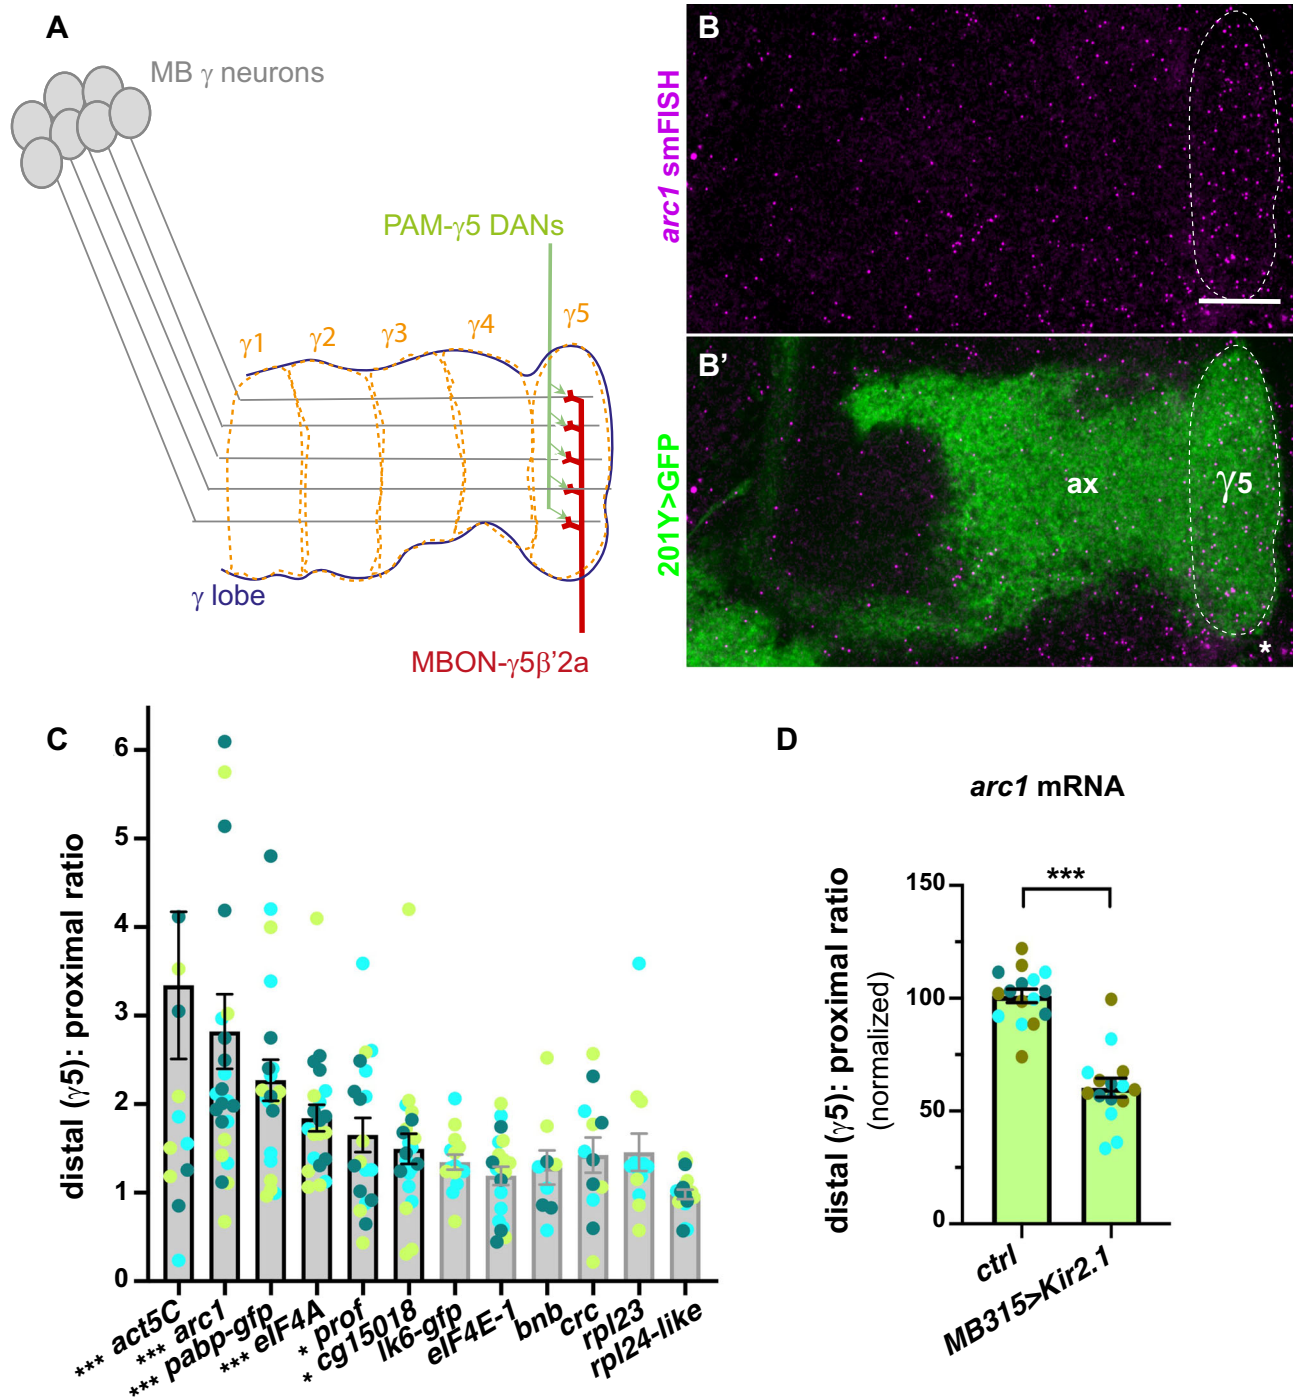 A
MB γ neurons
PAM-γ5 DANs
γ1
γ2
γ3
γ4
γ5
γ lobe
MBON-γ5β'2a
B
arc1 smFISH
B'
201Y>GFP
ax
γ5
*
C
distal (γ5): proximal ratio
6
5
4
3
2
1
0
*** act5C
*** arc1
*** pabp-gfp
*** eIF4A
* prof
* cg15018
lk6-gfp
eIF4E-1
bnb
crc
rpl23
rpl24-like
D
arc1 mRNA
distal (γ5): proximal ratio
(normalized)
150
100
50
0
***
ctrl
MB315>Kir2.1